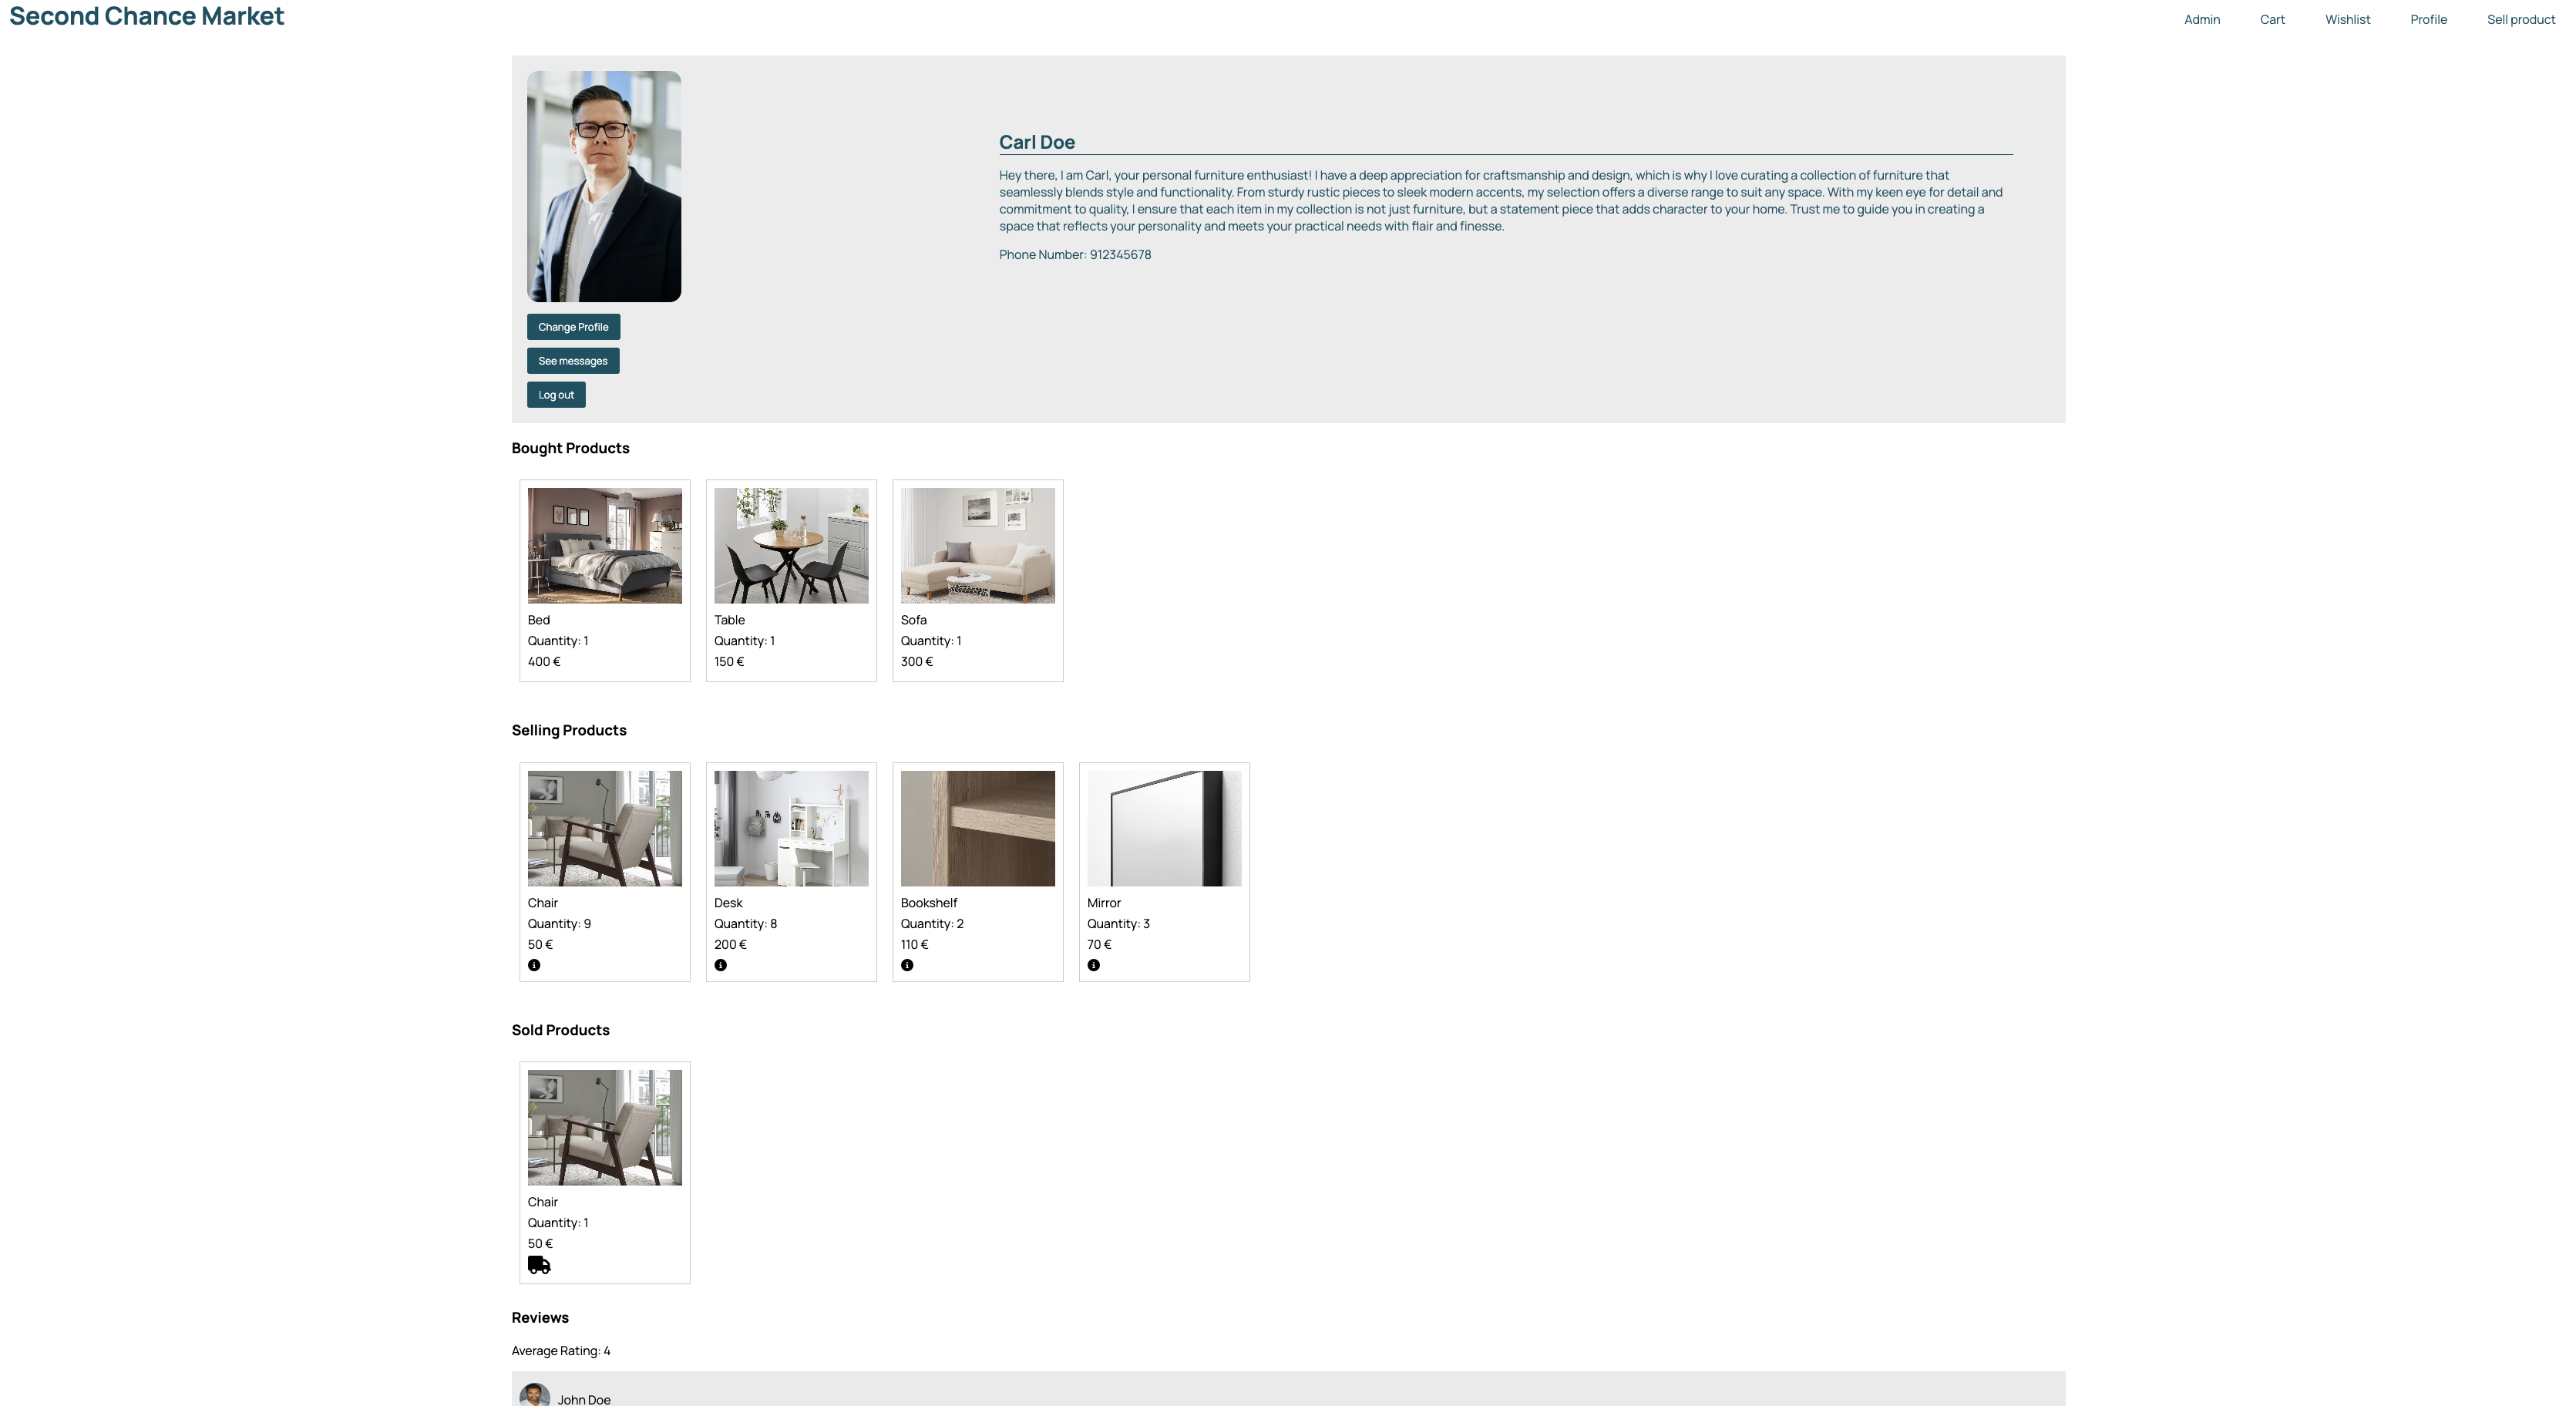 Second Chance Market
Admin
Cart
Wishlist
Profile
Sell product
Carl Doe
Hey there, I am Carl, your personal furniture enthusiast! I have a deep appreciation for craftsmanship and design, which is why I love curating a collection of furniture that
seamlessly blends style and functionality. From sturdy rustic pieces to sleek modern accents, my selection offers a diverse range to suit any space. With my keen eye for detail and
commitment to quality, I ensure that each item in my collection is not just furniture, but a statement piece that adds character to your home. Trust me to guide you in creating a
space that reflects your personality and meets your practical needs with flair and finesse.
Phone Number: 912345678
Change Profile
See messages
Log out
Bought Products
Bed
Quantity: 1
400 €
Table
Quantity: 1
150 €
Sofa
Quantity: 1
300 €
Selling Products
Chair
Quantity: 9
50 €
Desk
Quantity: 8
200 €
Bookshelf
Quantity: 2
110 €
Mirror
Quantity: 3
70 €
Sold Products
Chair
Quantity: 1
50 €
Reviews
Average Rating: 4
John Doe